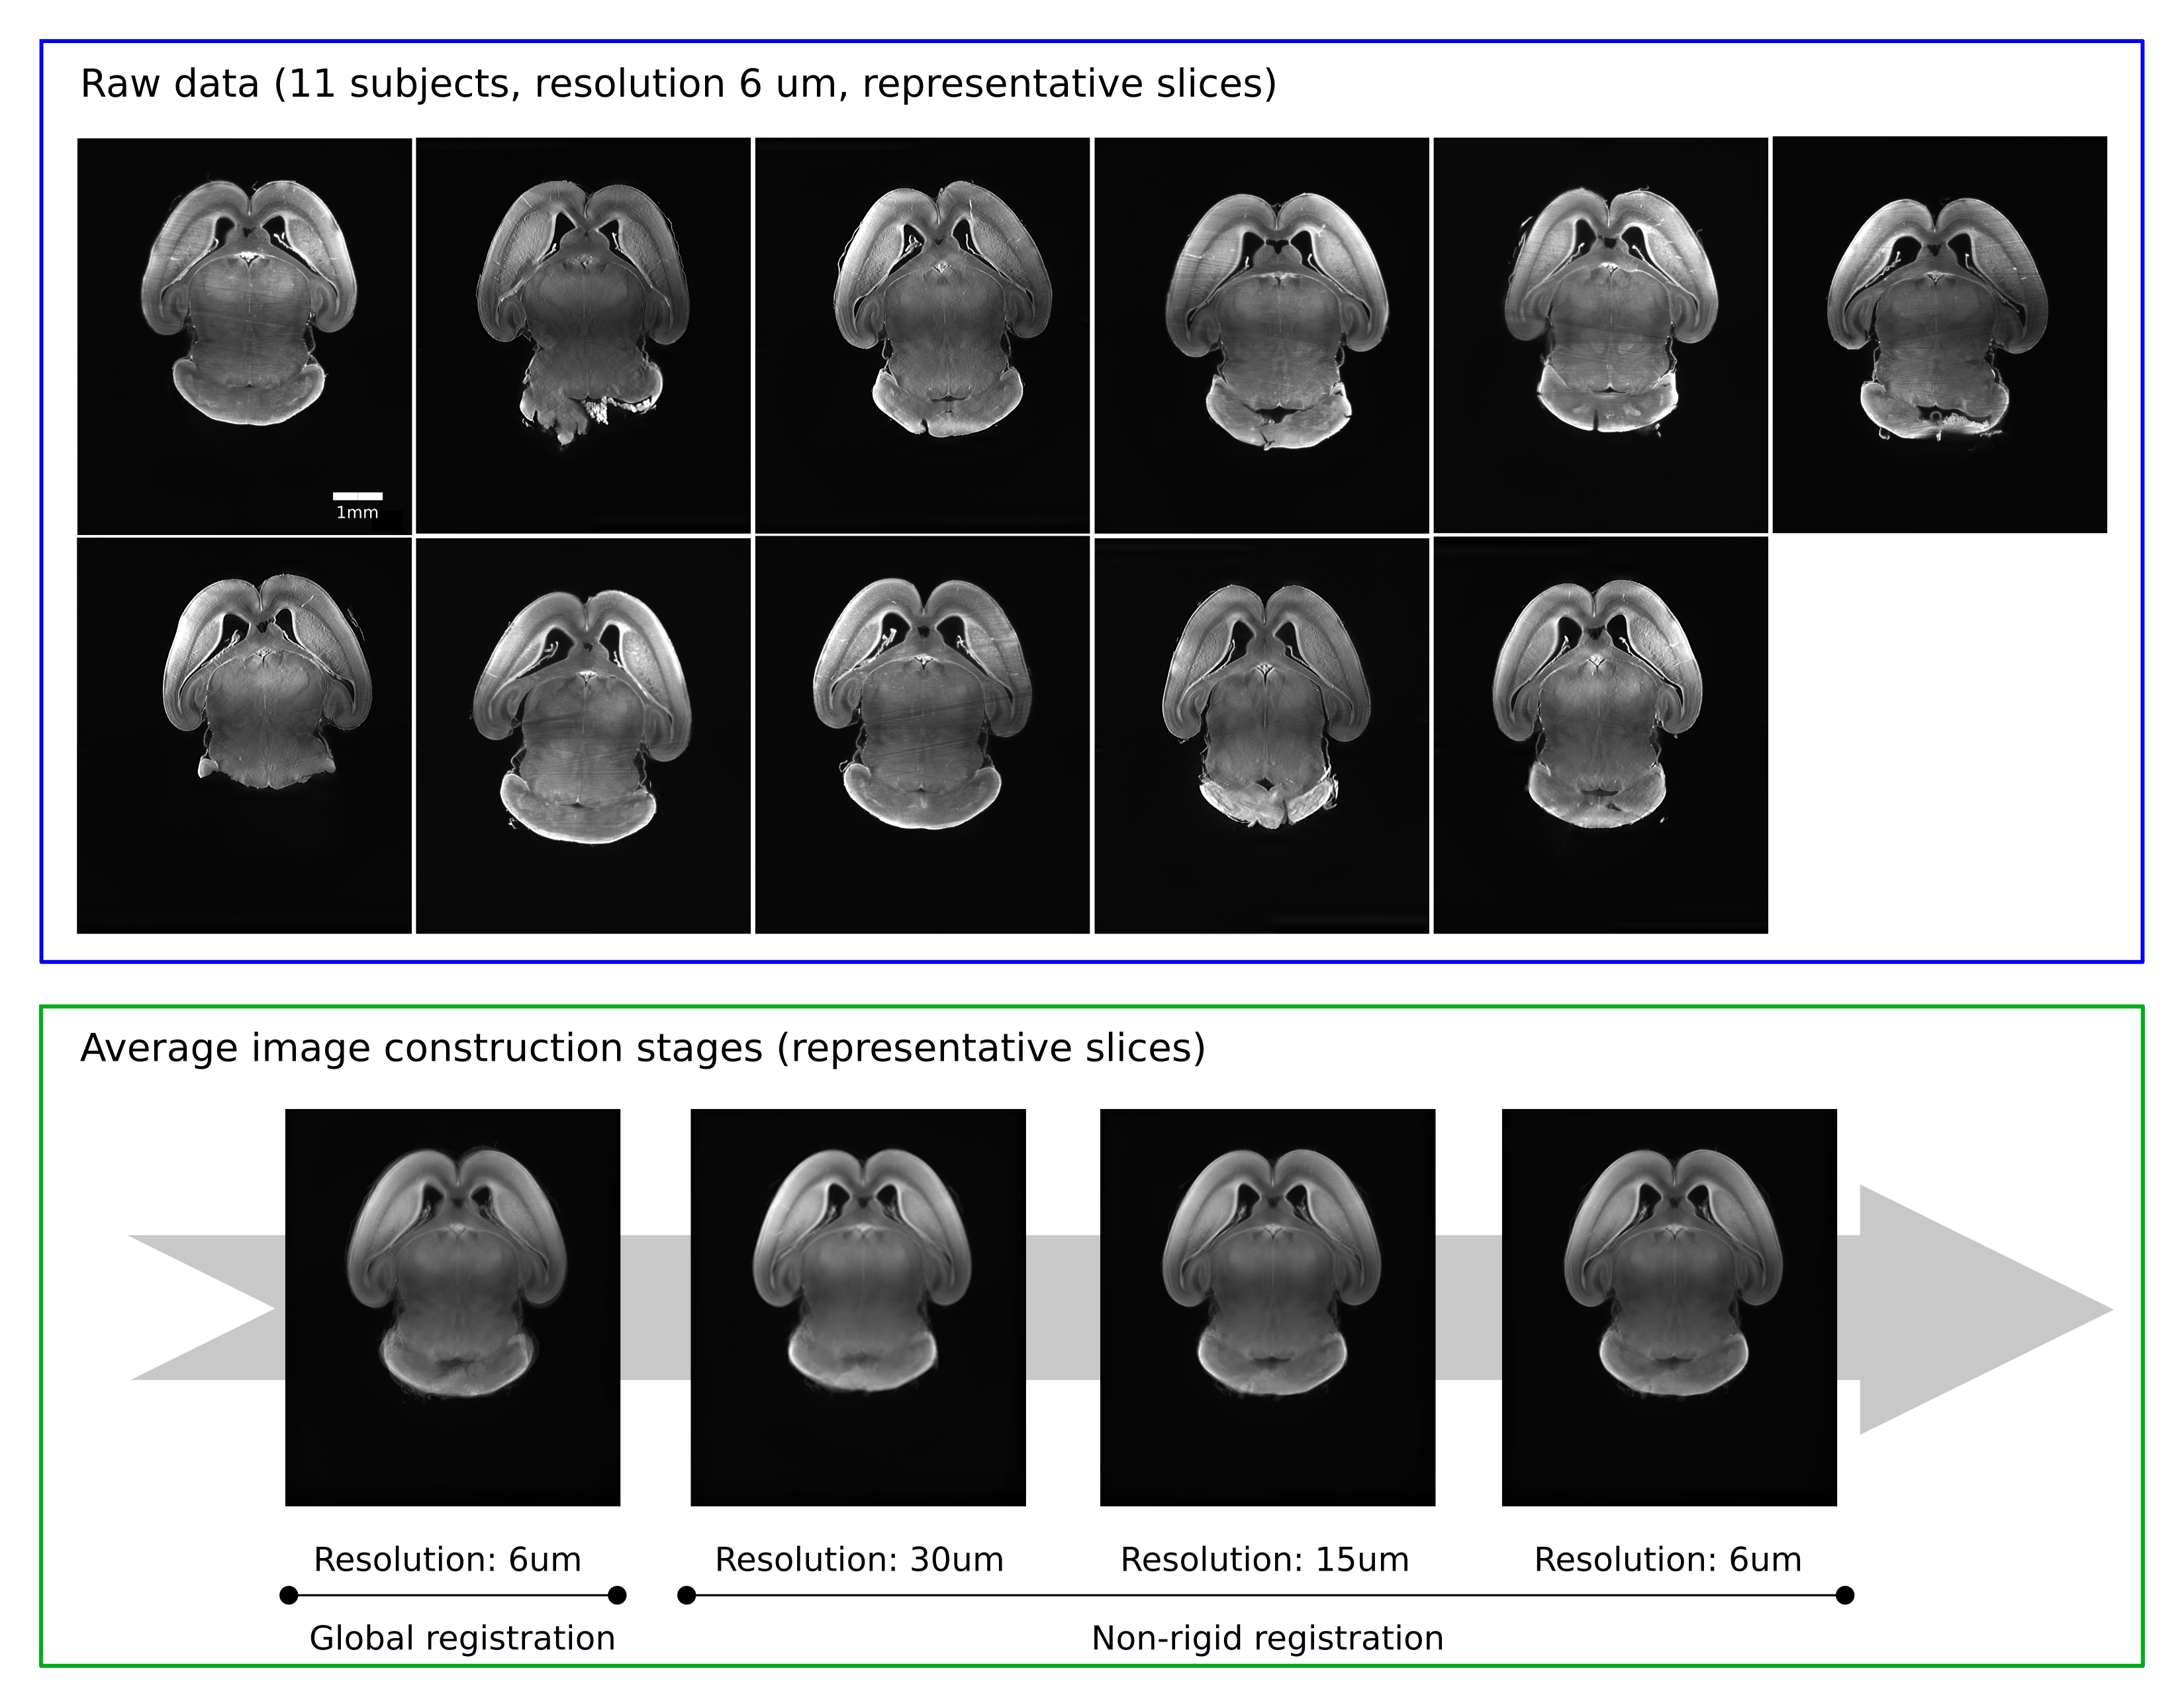 Raw data (11 subjects, resolution 6 um, representative slices)
1mm
Average image construction stages (representative slices)
Resolution: 6um
Resolution: 30um
Resolution: 15um
Resolution: 6um
Global registration
Non-rigid registration